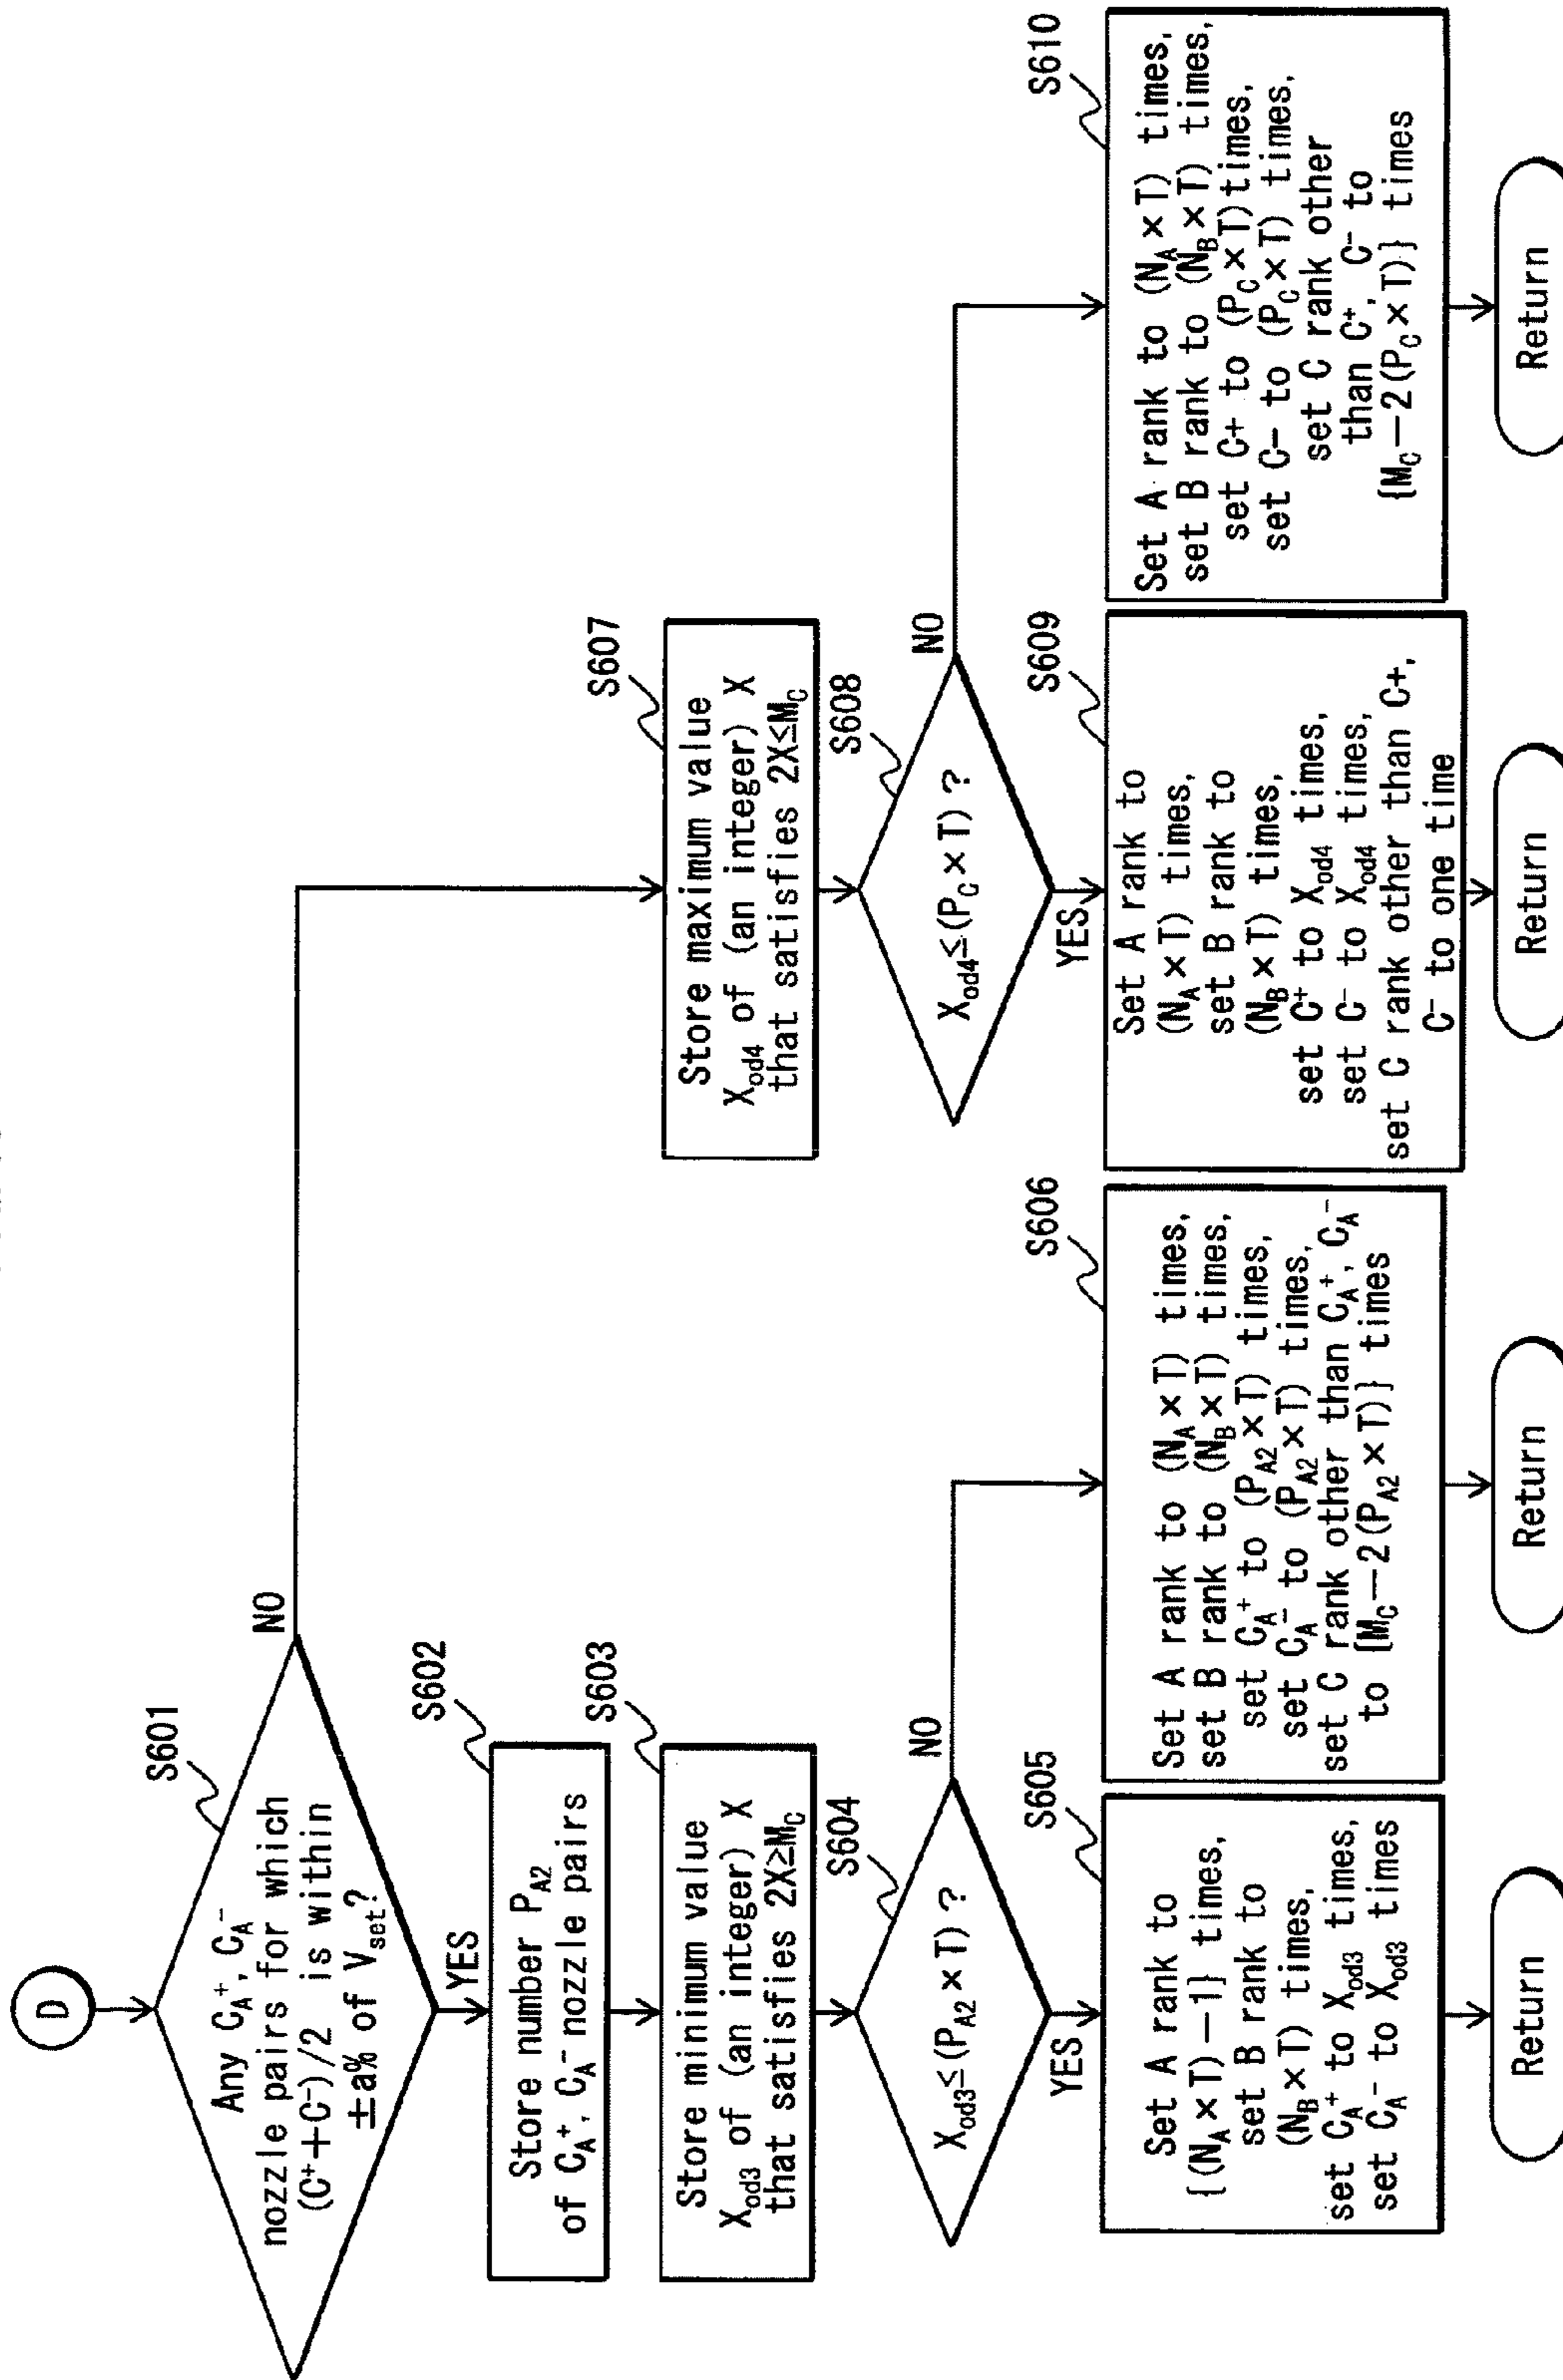 D
S601
Any C_A^+, C_A^-
nozzle pairs for which
(C^+ + C^-)/2 is within
±a% of V_set?
NO
YES
S602
Store number P_A2
of C_A^+, C_A^- nozzle pairs
S603
Store minimum value
X_od3 of (an integer) X
that satisfies 2X≥M_C
S604
X_od3≤(P_A2×T)?
NO
YES
S605
Set A rank to
{(N_A×T)−1} times,
set B rank to
(N_B×T) times,
set C_A^+ to X_od3 times,
set C_A^- to X_od3 times
Return
S606
Set A rank to (N_A×T) times,
set B rank to (N_B×T) times,
set C_A^+ to (P_A2×T) times,
set C_A^- to (P_A2×T) times,
set C rank other than C_A^+, C_A^-
to {M_C−2(P_A2×T)} times
Return
S607
Store maximum value
X_od4 of (an integer) X
that satisfies 2X≤M_C
S608
X_od4≤(P_C×T)?
NO
YES
S609
Set A rank to
(N_A×T) times,
set B rank to
(N_B×T) times,
set C^+ to X_od4 times,
set C^- to X_od4 times,
set C rank other than C+,
C^- to one time
Return
S610
Set A rank to (N_A×T) times,
set B rank to (N_B×T) times,
set C+ to (P_C×T) times,
set C− to (P_C×T) times,
set C rank other
than C^+, C^- to
{M_C−2(P_C×T)} times
Return